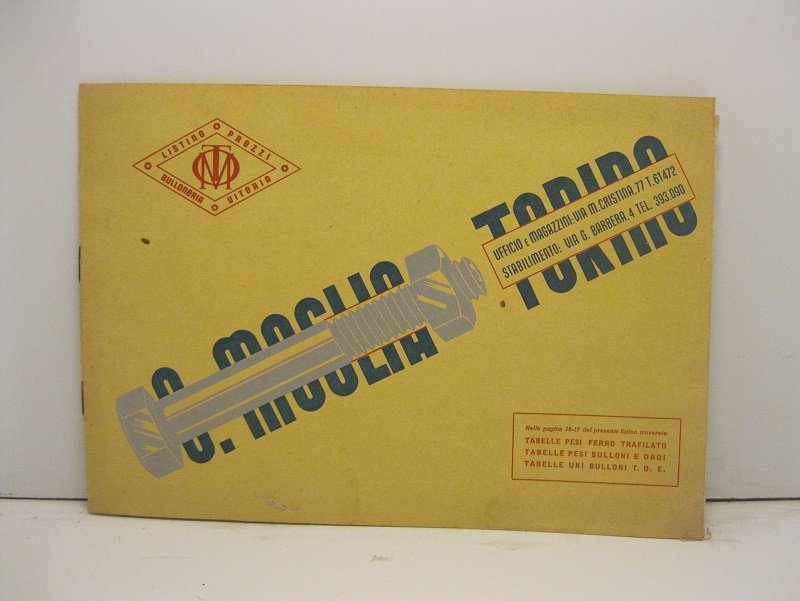 LISTINO PREZZI
BULLONERIA VITERIA
TORINO
UFFICIO E MAGAZZINI: VIA M. CRISTINA, 77 T. 61472
STABILIMENTO: VIA G. BARBERA, 4 TEL. 393.090
MOGLIA
Nelle pagine 16-17 del presente listino troverete
TABELLE PESI FERRO TRAFILATO
TABELLE PESI BULLONI E DADI
TABELLE UNI BULLONI T. D. E.